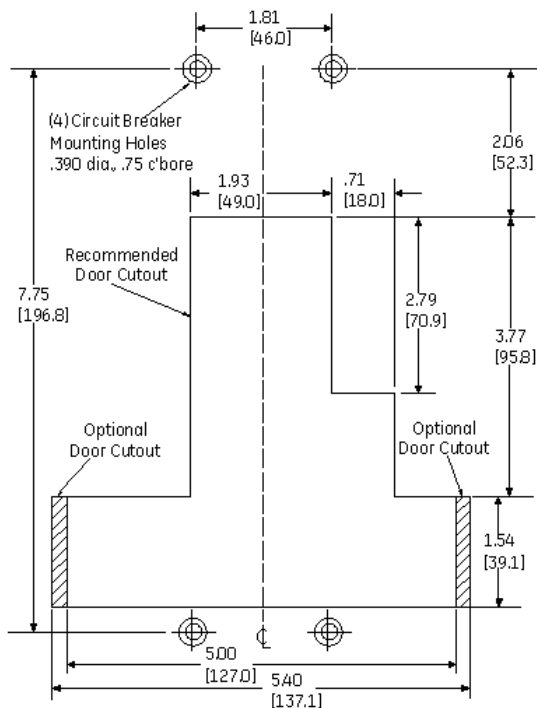 1.81
[46.0]
(4) Circuit Breaker
Mounting Holes
.390 dia., .75 c'bore
2.06
[52.3]
1.93
[49.0]
.71
[18.0]
Recommended
Door Cutout
7.75
[196.8]
2.79
[70.9]
3.77
[95.8]
Optional
Door Cutout
Optional
Door Cutout
1.54
[39.1]
℄
5.00
[127.0]
5.40
[137.1]